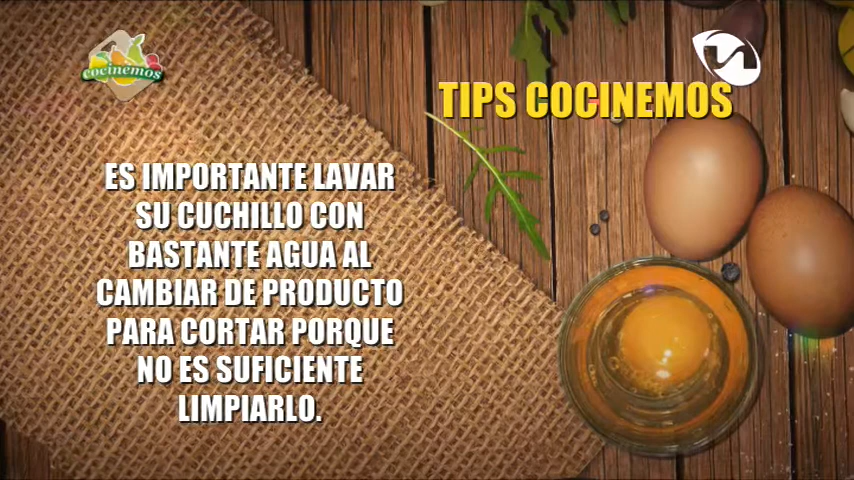 cocinemos
TIPS COCINEMOS
ES IMPORTANTE LAVAR
SU CUCHILLO CON
BASTANTE AGUA AL
CAMBIAR DE PRODUCTO
PARA CORTAR PORQUE
NO ES SUFICIENTE
LIMPIARLO.